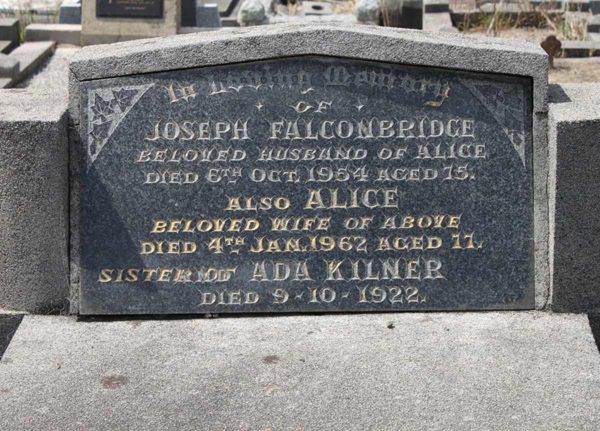 In Loving Memory
OF
JOSEPH FALCONBRIDGE
BELOVED HUSBAND OF ALICE
DIED 6TH OCT. 1954 AGED 75.
ALSO ALICE
BELOVED WIFE OF ABOVE
DIED 4TH JAN. 1962 AGED 77.
SISTER OF ADA KILNER
DIED 9-10-1922.